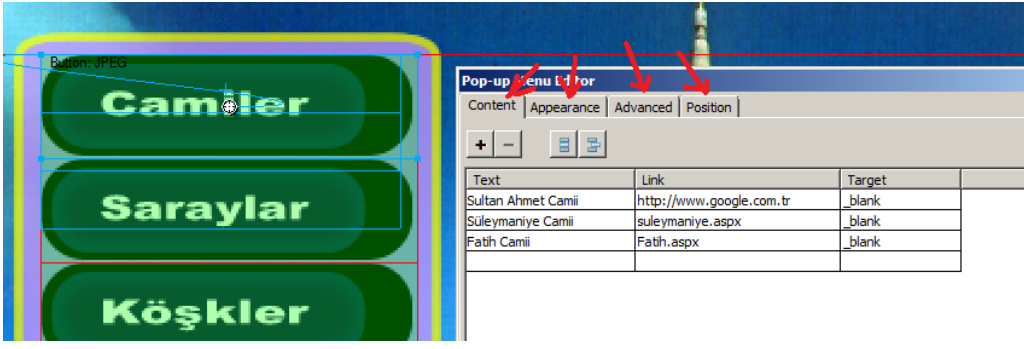 Button: JPEG
Camiler
Saraylar
Köşkler
Pop-up Menu Editor
Content Appearance Advanced Position
+ −
Text Link Target
Sultan Ahmet Camii http://www.google.com.tr _blank
Süleymaniye Camii suleymaniye.aspx _blank
Fatih Camii Fatih.aspx _blank